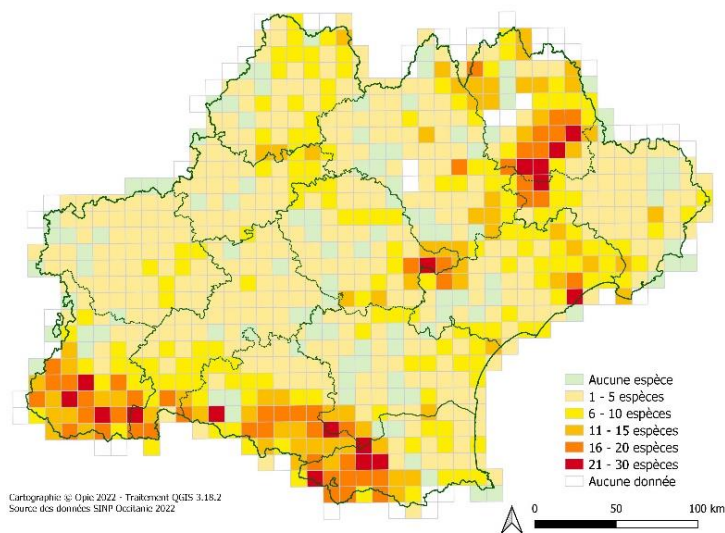 Aucune espèce
1 - 5 espèces
6 - 10 espèces
11 - 15 espèces
16 - 20 espèces
21 - 30 espèces
Aucune donnée
Cartographie © Opie 2022 - Traitement QGIS 3.18.2
Source des données SINP Occitanie 2022
0 50 100 km